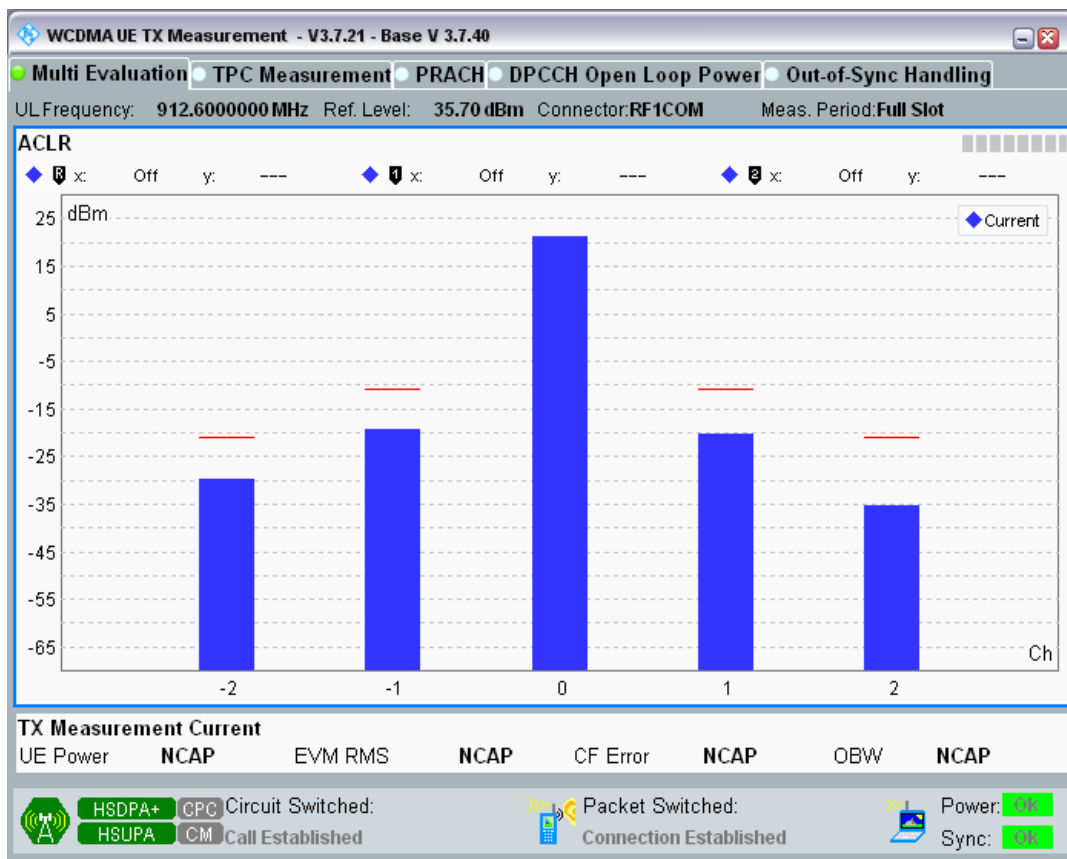 WCDMA UE TX Measurement - V3.7.21 - Base V 3.7.40
Multi Evaluation TPC Measurement PRACH DPCCH Open Loop Power Out-of-Sync Handling
UL Frequency: 912.6000000 MHz Ref. Level: 35.70 dBm Connector:RF1COM Meas. Period:Full Slot
ACLR
R x: Off y: --- 1 x: Off y: --- 2 x: Off y: ---
dBm
Current
25
15
5
-5
-15
-25
-35
-45
-55
-65
Ch
-2 -1 0 1 2
TX Measurement Current
UE Power NCAP EVM RMS NCAP CF Error NCAP OBW NCAP
HSDPA+ CPC Circuit Switched: Packet Switched: Power: OK
HSUPA CM Call Established Connection Established Sync: OK